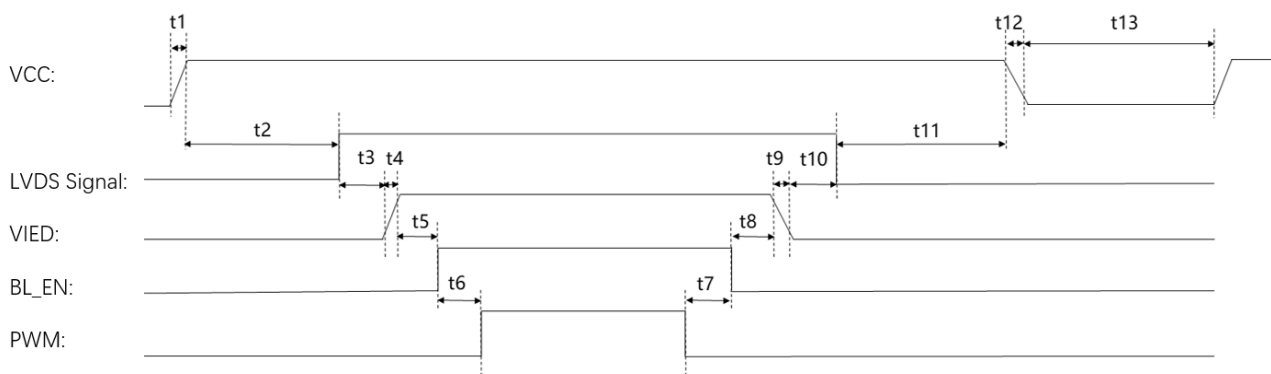 t1
t12
t13
VCC:
t2
t11
t3
t4
t9
t10
LVDS Signal:
t5
t8
VIED:
t6
t7
BL_EN:
PWM: